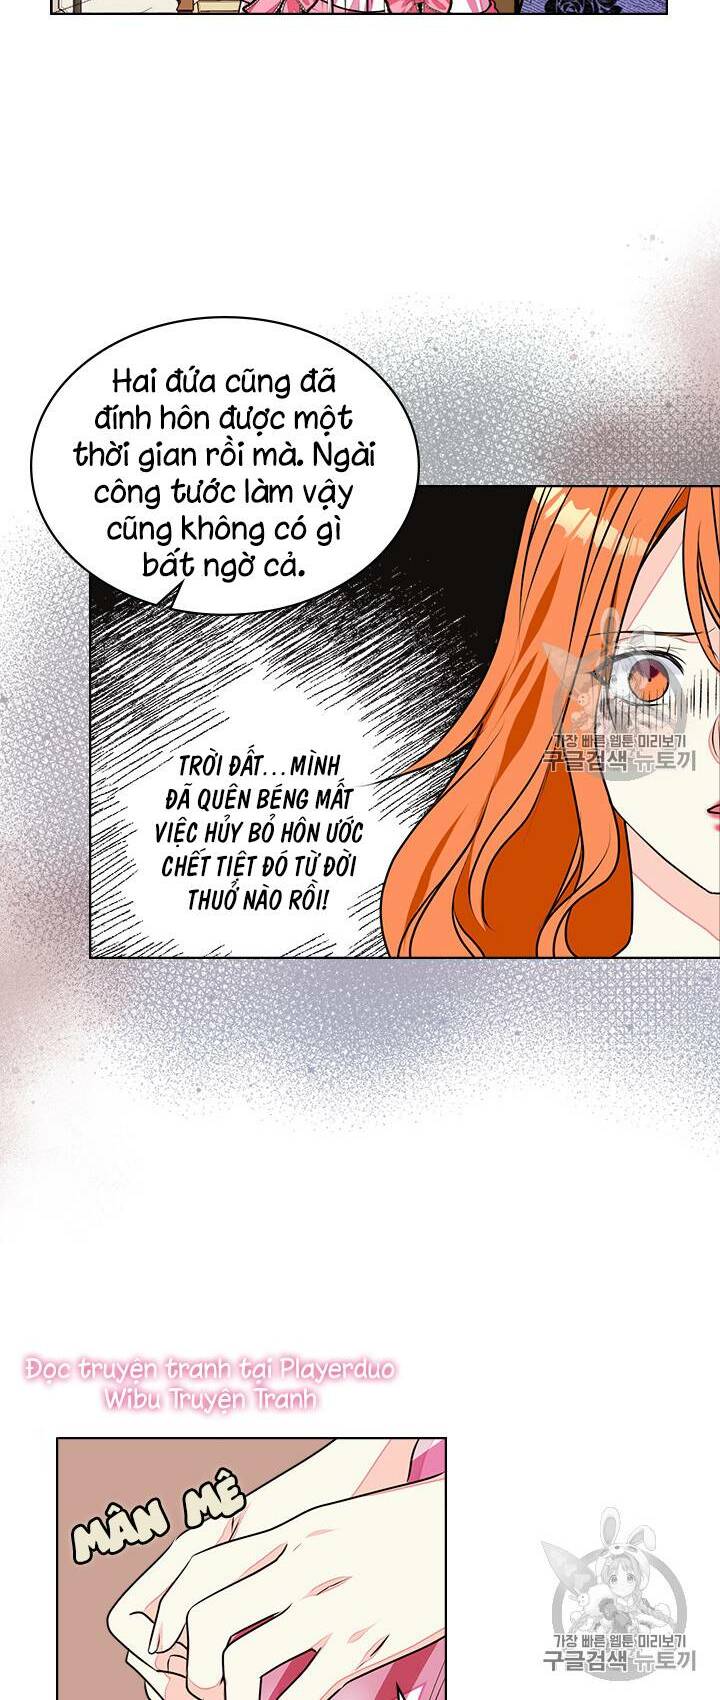 Hai đứa cũng đã
đính hôn được một
thời gian rồi mà. Ngài
công tước làm vậy
cũng không có gì
bất ngờ cả.
TRỜI ĐẤT...MÌNH
ĐÃ QUÊN BÉNG MẤT
VIỆC HỦY BỎ HÔN ƯỚC
CHẾT TIỆT ĐÓ TỪ ĐỜI
THUỞ NÀO RỒI!
가장 빠른 웹툰 미리보기
구글검색 뉴토끼
Đọc truyện tranh tại Playerduo
Wibu Truyện Tranh
MÂN MÊ
가장 빠른 웹툰 미리보기
구글검색 뉴토끼